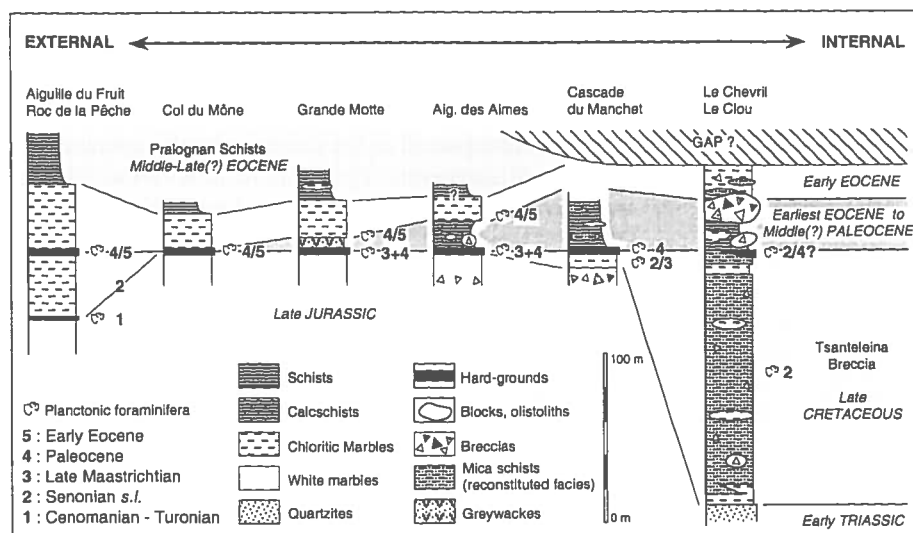 EXTERNAL INTERNAL
Aiguille du Fruit
Roc de la Pêche
Col du Mône
Grande Motte
Aig. des Almes
Cascade
du Manchet
Le Chevril
Le Clou
Pralognan Schists
Middle-Late(?) EOCENE
GAP ?
Early EOCENE
Earliest EOCENE to
Middle(?) PALEOCENE
?
4/5
4/5
4/5
3+4
4/5
3+4
4
2/3
2/4?
2
1
Late JURASSIC
2
Tsanteleina
Breccia
Late
CRETACEOUS
Early TRIASSIC
100 m
0 m
Planctonic foraminifera
5 : Early Eocene
4 : Paleocene
3 : Late Maastrichtian
2 : Senonian s.l.
1 : Cenomanian - Turonian
Schists
Calcschists
Chloritic Marbles
White marbles
Quartzites
Hard-grounds
Blocks, olistoliths
Breccias
Mica schists
(reconstituted facies)
Greywackes